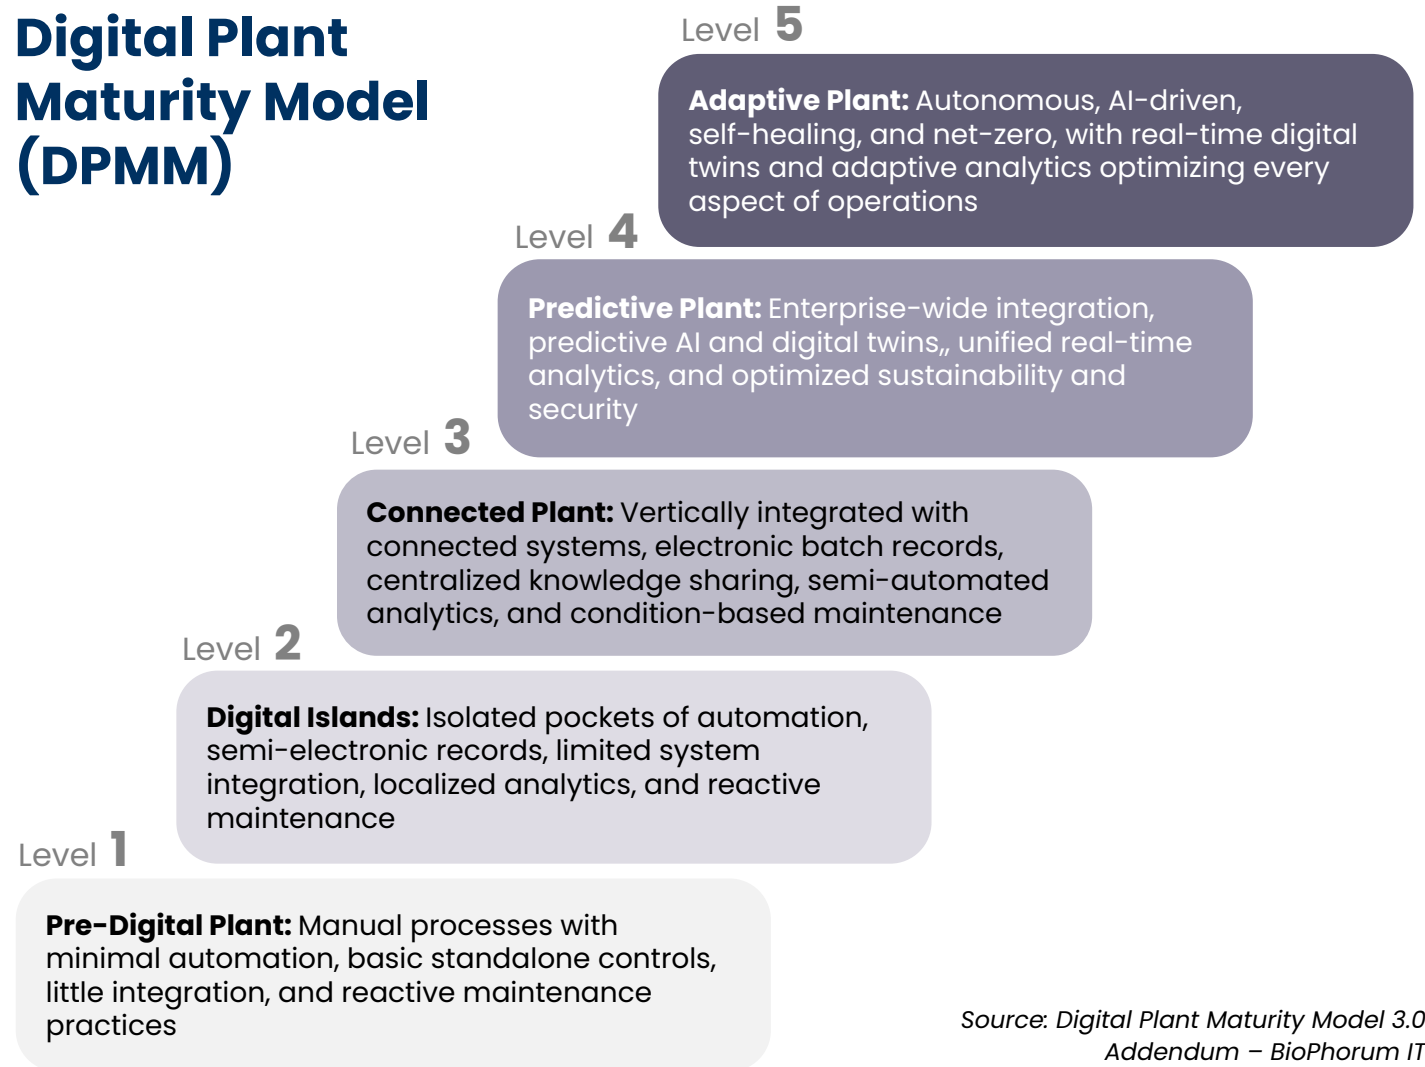 Digital Plant
Maturity Model
(DPMM)
Level 5
Adaptive Plant: Autonomous, AI-driven,
self-healing, and net-zero, with real-time digital
twins and adaptive analytics optimizing every
aspect of operations
Level 4
Predictive Plant: Enterprise-wide integration,
predictive AI and digital twins,, unified real-time
analytics, and optimized sustainability and
security
Level 3
Connected Plant: Vertically integrated with
connected systems, electronic batch records,
centralized knowledge sharing, semi-automated
analytics, and condition-based maintenance
Level 2
Digital Islands: Isolated pockets of automation,
semi-electronic records, limited system
integration, localized analytics, and reactive
maintenance
Level 1
Pre-Digital Plant: Manual processes with
minimal automation, basic standalone controls,
little integration, and reactive maintenance
practices
Source: Digital Plant Maturity Model 3.0
Addendum – BioPhorum IT